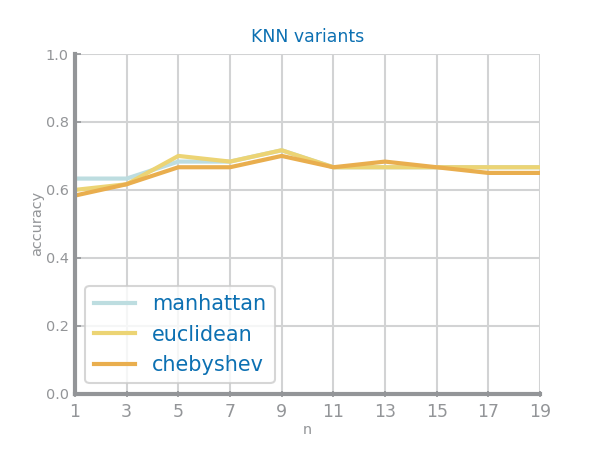 KNN variants
1.0
0.8
0.6
0.4
0.2
0.0
accuracy
manhattan
euclidean
chebyshev
1 3 5 7 9 11 13 15 17 19
n